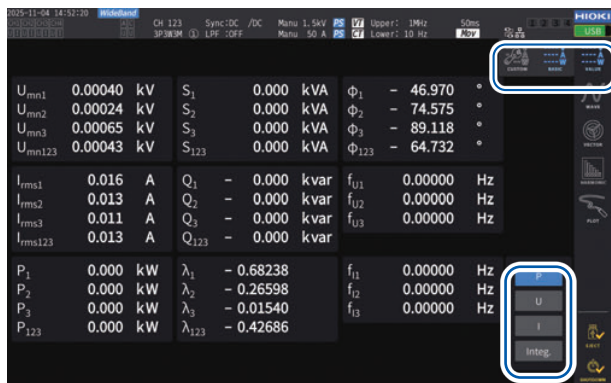 2025-11-04 14:52:20 WideBand
CH 123 Sync:DC /DC Manu 1.5kV PS VT Upper: 1MHz 50ms
3P3W3M ① LPF :OFF Manu 50 A PS CT Lower: 10 Hz Mov
HIOKI
USB
CUSTOM BASIC VALUE
WAVE
VECTOR
HARMONIC
PLOT
Umn1 0.00040 kV S1 0.000 kVA φ1 - 46.970 °
Umn2 0.00024 kV S2 0.000 kVA φ2 - 74.575 °
Umn3 0.00065 kV S3 0.000 kVA φ3 - 89.118 °
Umn123 0.00043 kV S123 0.000 kVA φ123 - 64.732 °
Irms1 0.016 A Q1 - 0.000 kvar fU1 0.00000 Hz
Irms2 0.013 A Q2 - 0.000 kvar fU2 0.00000 Hz
Irms3 0.011 A Q3 - 0.000 kvar fU3 0.00000 Hz
Irms123 0.013 A Q123 - 0.000 kvar
P1 0.000 kW λ1 - 0.68238 fI1 0.00000 Hz
P2 0.000 kW λ2 - 0.26598 fI2 0.00000 Hz
P3 0.000 kW λ3 - 0.01540 fI3 0.00000 Hz
P123 0.000 kW λ123 - 0.42686
P
U
I
Integ.
EJECT
SHUTDOWN